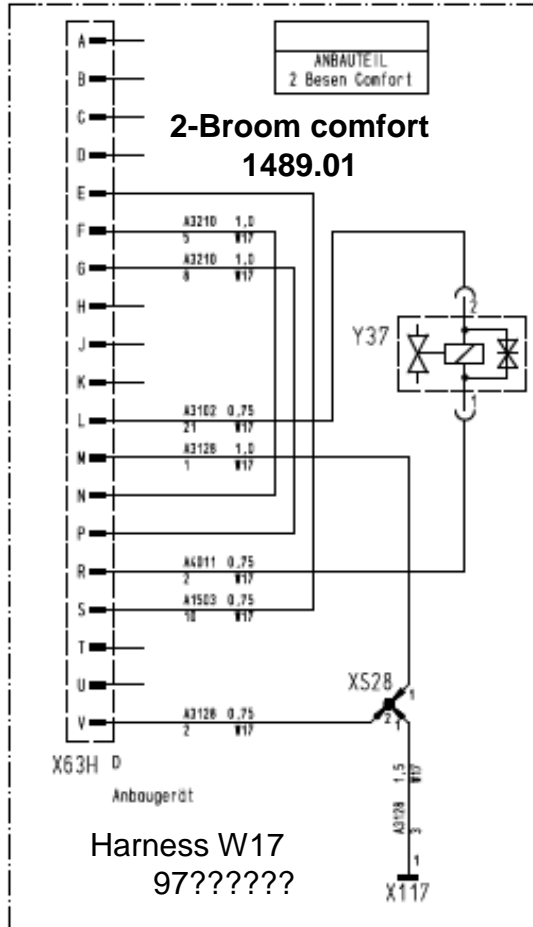 A
ANBAUTEIL
2 Besen Comfort
B
C
2-Broom comfort
1489.01
D
E
F
A3210 1,0
5 W17
G
A3210 1,0
8 W17
H
2
Y37
J
K
1
L
A3102 0,75
21 W17
M
A3128 1,0
1 W17
N
P
R
A4011 0,75
2 W17
S
A1503 0,75
10 W17
T
U
XS28
1
2
1
V
A3128 0,75
2 W17
X63H D
Anbaugerät
1,5 W17
A3128 3
Harness W17
97??????
1
X117